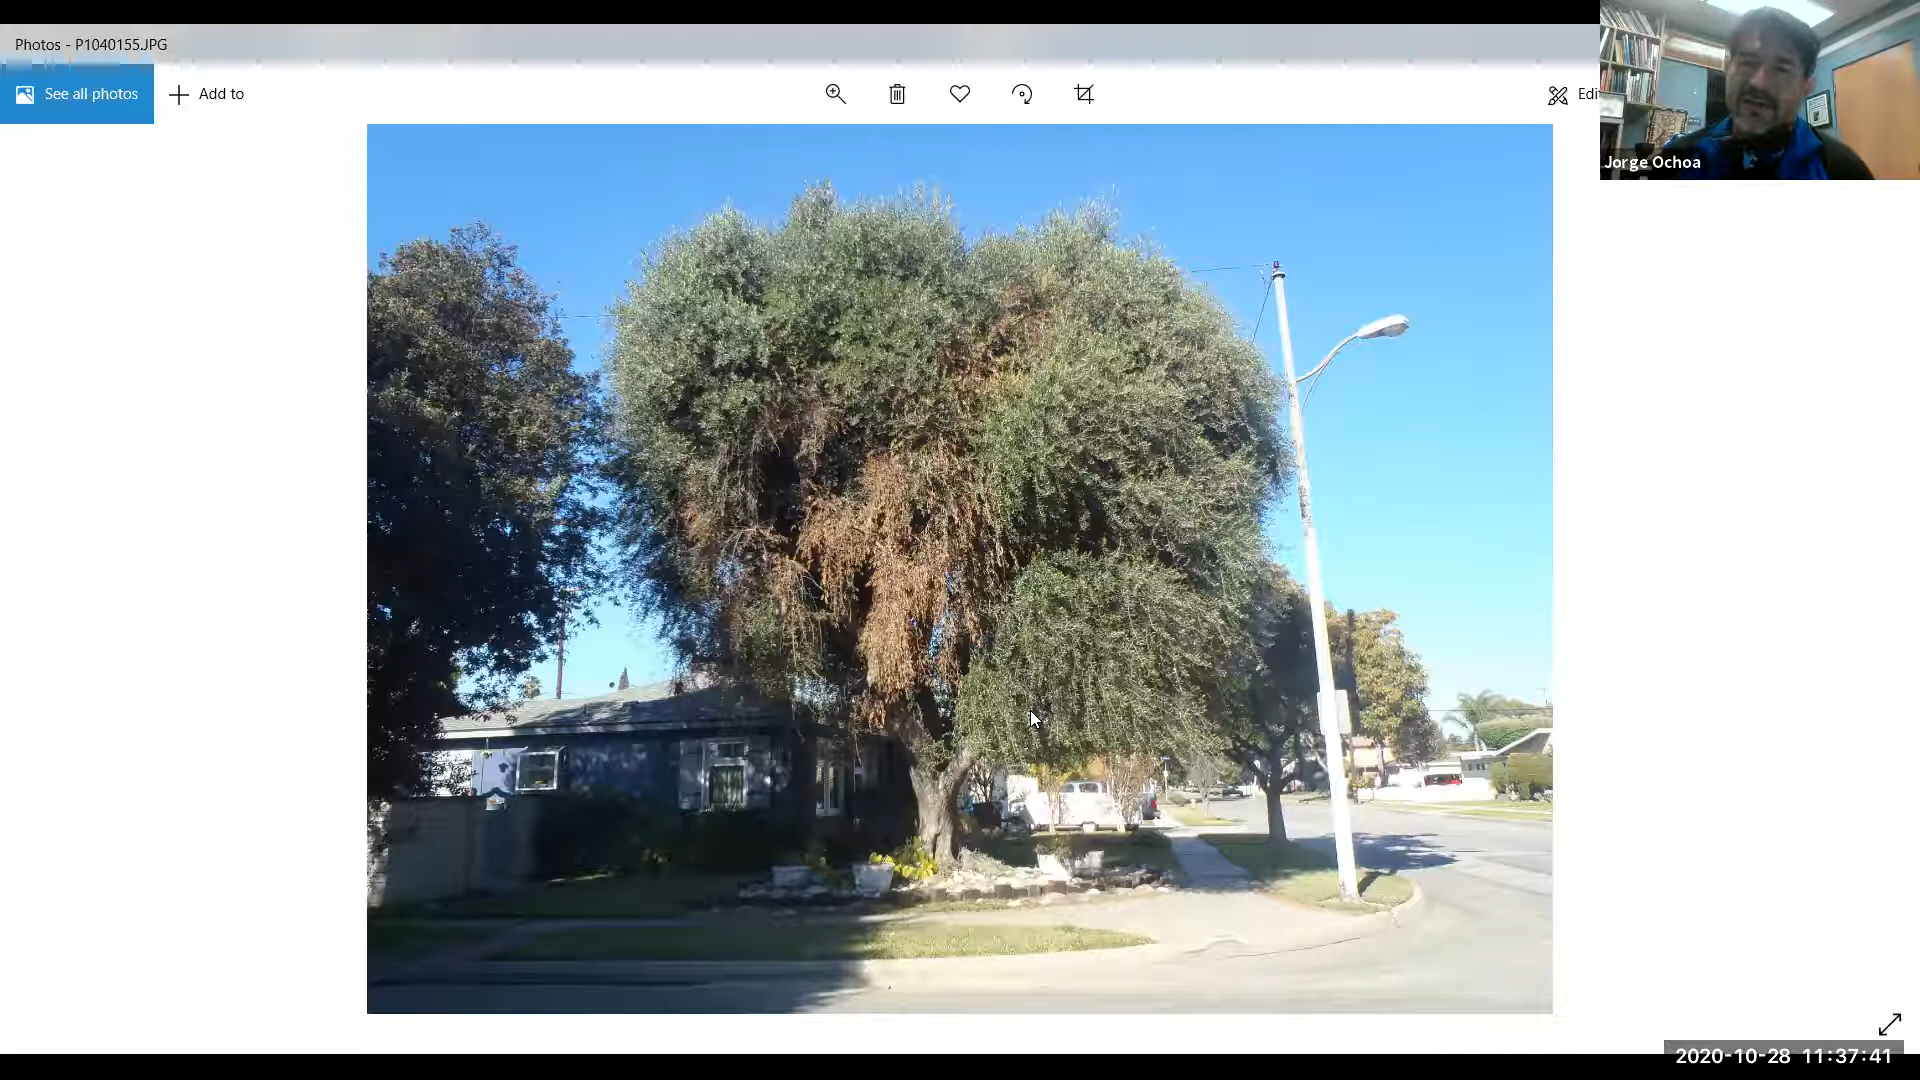 Photos - P1040155.JPG
See all photos
Add to
Edi
Jorge Ochoa
2020-10-28 11:37:41